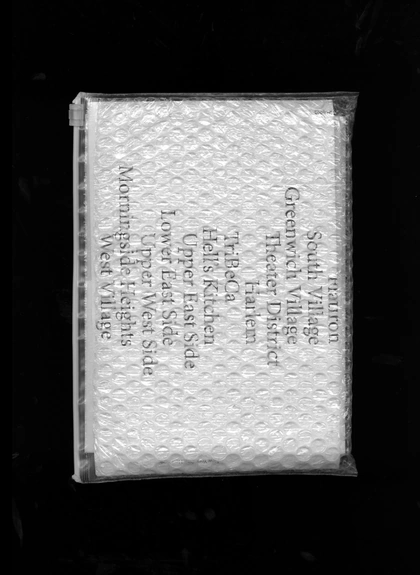 Flatiron
South Village
Greenwich Village
Theater District
Harlem
TriBeCa
Hell's Kitchen
Upper East Side
Lower East Side
Upper West Side
Morningside Heights
West Village